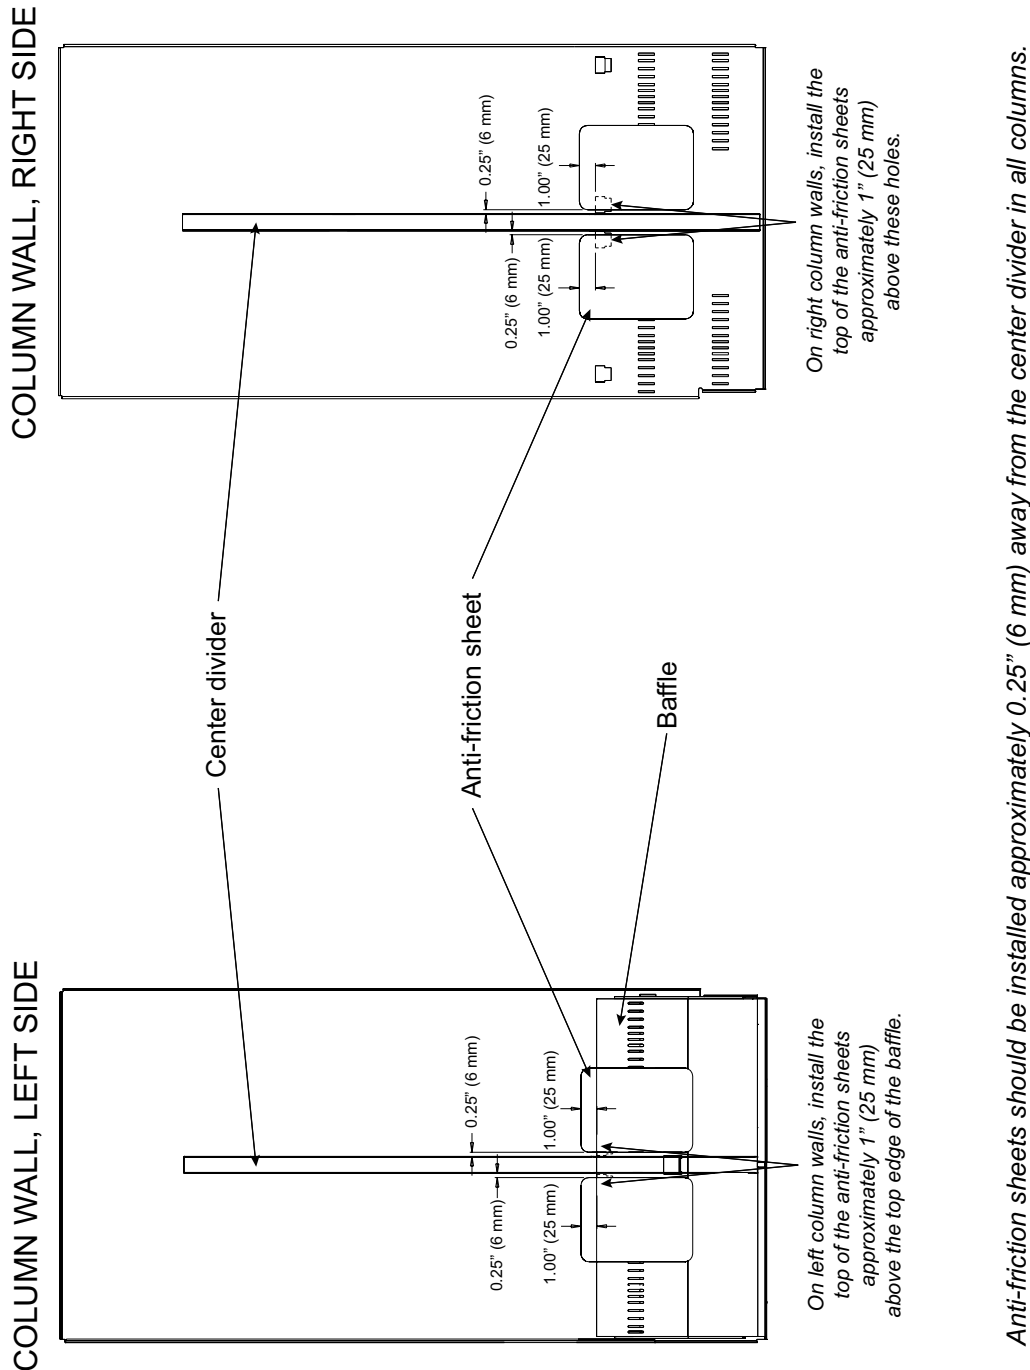 COLUMN WALL, LEFT SIDE
COLUMN WALL, RIGHT SIDE
Center divider
Anti-friction sheet
Baffle
0.25” (6 mm)
0.25” (6 mm)
1.00” (25 mm)
1.00” (25 mm)
0.25” (6 mm)
0.25” (6 mm)
1.00” (25 mm)
1.00” (25 mm)
On left column walls, install the
top of the anti-friction sheets
approximately 1” (25 mm)
above the top edge of the baffle.
On right column walls, install the
top of the anti-friction sheets
approximately 1” (25 mm)
above these holes.
Anti-friction sheets should be installed approximately 0.25” (6 mm) away from the center divider in all columns.